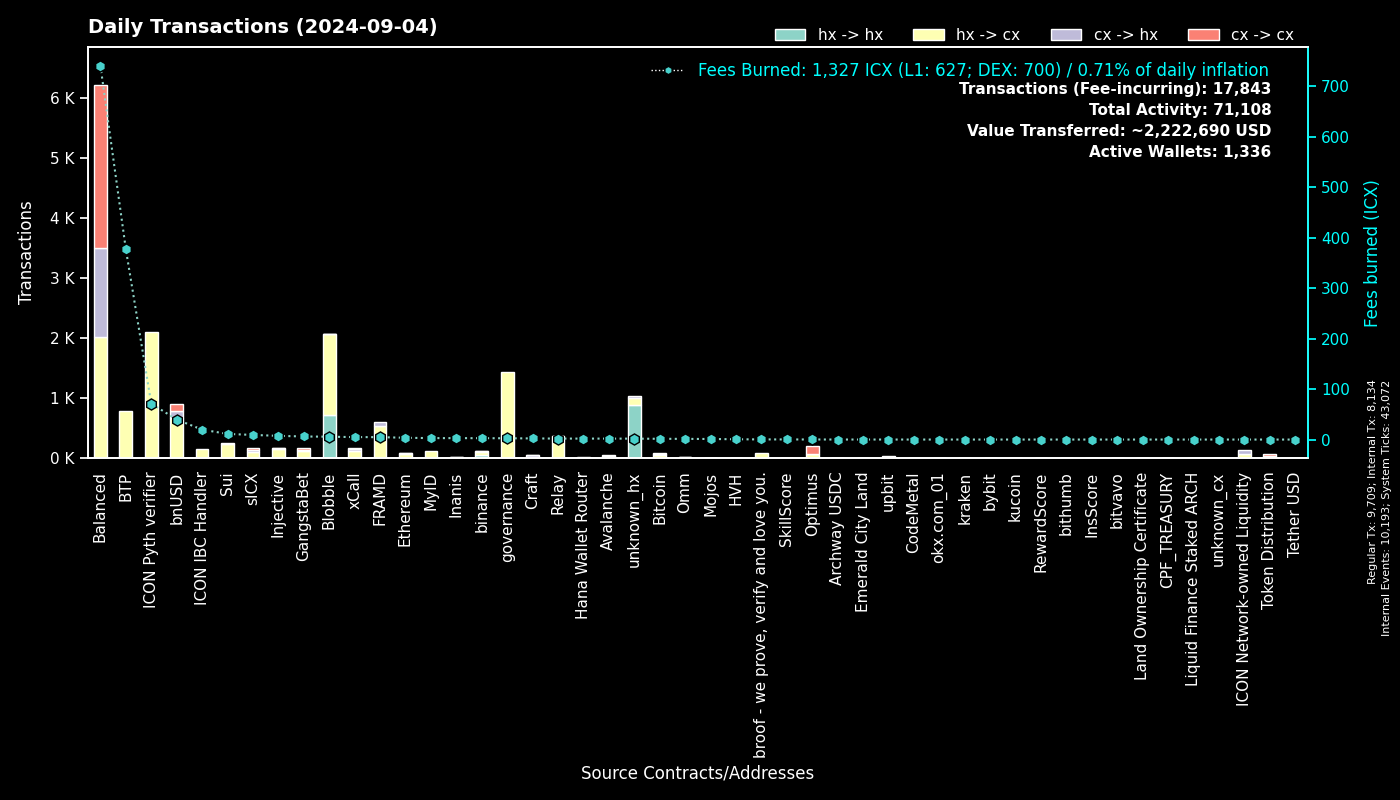 Daily Transactions (2024-09-04)
hx -> hx
hx -> cx
cx -> hx
cx -> cx
Fees Burned: 1,327 ICX (L1: 627; DEX: 700) / 0.71% of daily inflation
Transactions (Fee-incurring): 17,843
Total Activity: 71,108
Value Transferred: ~2,222,690 USD
Active Wallets: 1,336
Transactions
6 K
5 K
4 K
3 K
2 K
1 K
0 K
700
600
500
400
300
200
100
0
Fees burned (ICX)
Regular Tx: 9,709; Internal Tx: 8,134
Internal Events: 10,193; System Ticks: 43,072
Balanced
BTP
ICON Pyth verifier
bnUSD
ICON IBC Handler
Sui
sICX
Injective
GangstaBet
Blobble
xCall
FRAMD
Ethereum
MyID
Inanis
binance
governance
Craft
Relay
Hana Wallet Router
Avalanche
unknown_hx
Bitcoin
Omm
Mojos
HVH
broof - we prove, verify and love you.
SkillScore
Optimus
Archway USDC
Emerald City Land
upbit
CodeMetal
okx.com_01
kraken
bybit
kucoin
RewardScore
bithumb
InsScore
bitvavo
Land Ownership Certificate
CPF_TREASURY
Liquid Finance Staked ARCH
unknown_cx
ICON Network-owned Liquidity
Token Distribution
Tether USD
Source Contracts/Addresses